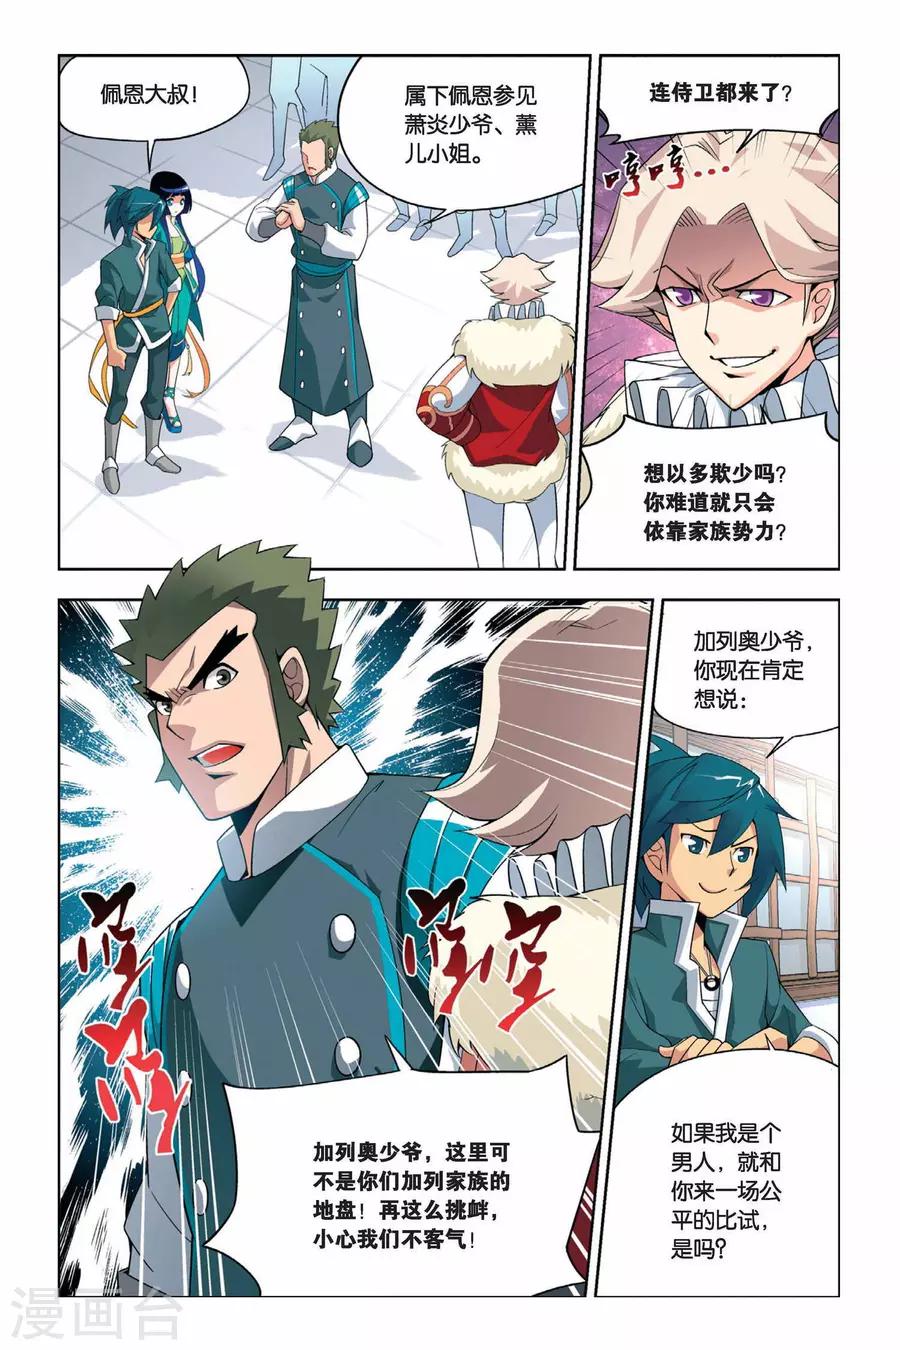 佩恩大叔！
属下佩恩参见
萧炎少爷、薰
儿小姐。
连侍卫都来了？
哼哼…
想以多欺少吗？
你难道就只会
依靠家族势力？
加列奥少爷，这里可
不是你们加列家族的
地盘！再这么挑衅，
小心我们不客气！
加列奥少爷，
你现在肯定
想说：
如果我是个
男人，就和
你来一场公
平的比试，
是吗？
漫画台